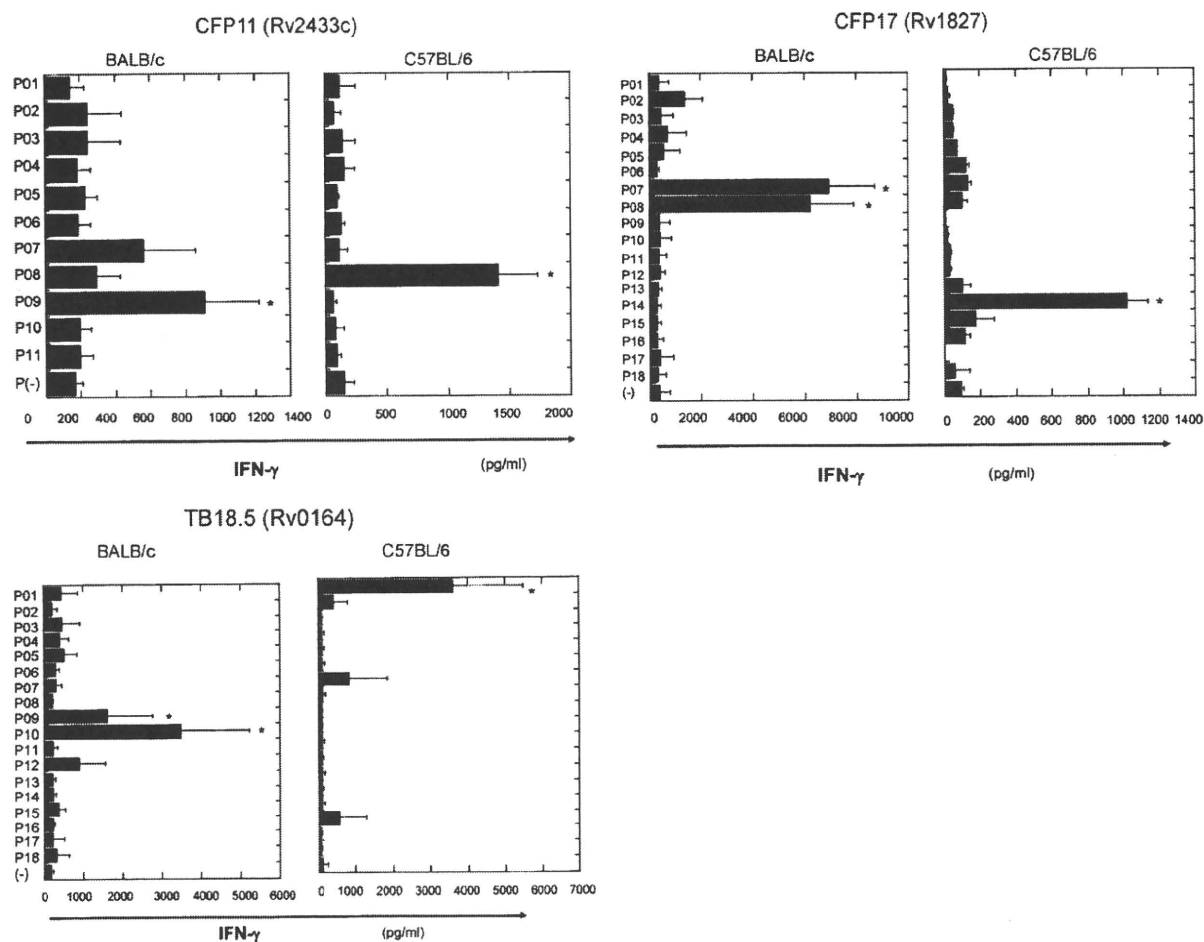 CFP11 (Rv2433c)
BALB/c
C57BL/6
P01
P02
P03
P04
P05
P06
P07
P08
P09
P10
P11
P(-)
*
*
0 200 400 600 800 1000 1200 1400
0 500 1000 1500 2000
IFN-γ
(pg/ml)
CFP17 (Rv1827)
BALB/c
C57BL/6
P01
P02
P03
P04
P05
P06
P07
P08
P09
P10
P11
P12
P13
P14
P15
P16
P17
P18
(-)
*
*
*
0 2000 4000 6000 8000 10000
0 200 400 600 800 1000 1200 1400
IFN-γ
(pg/ml)
TB18.5 (Rv0164)
BALB/c
C57BL/6
P01
P02
P03
P04
P05
P06
P07
P08
P09
P10
P11
P12
P13
P14
P15
P16
P17
P18
(-)
*
*
*
0 1000 2000 3000 4000 5000 6000
0 1000 2000 3000 4000 5000 6000 7000
IFN-γ
(pg/ml)